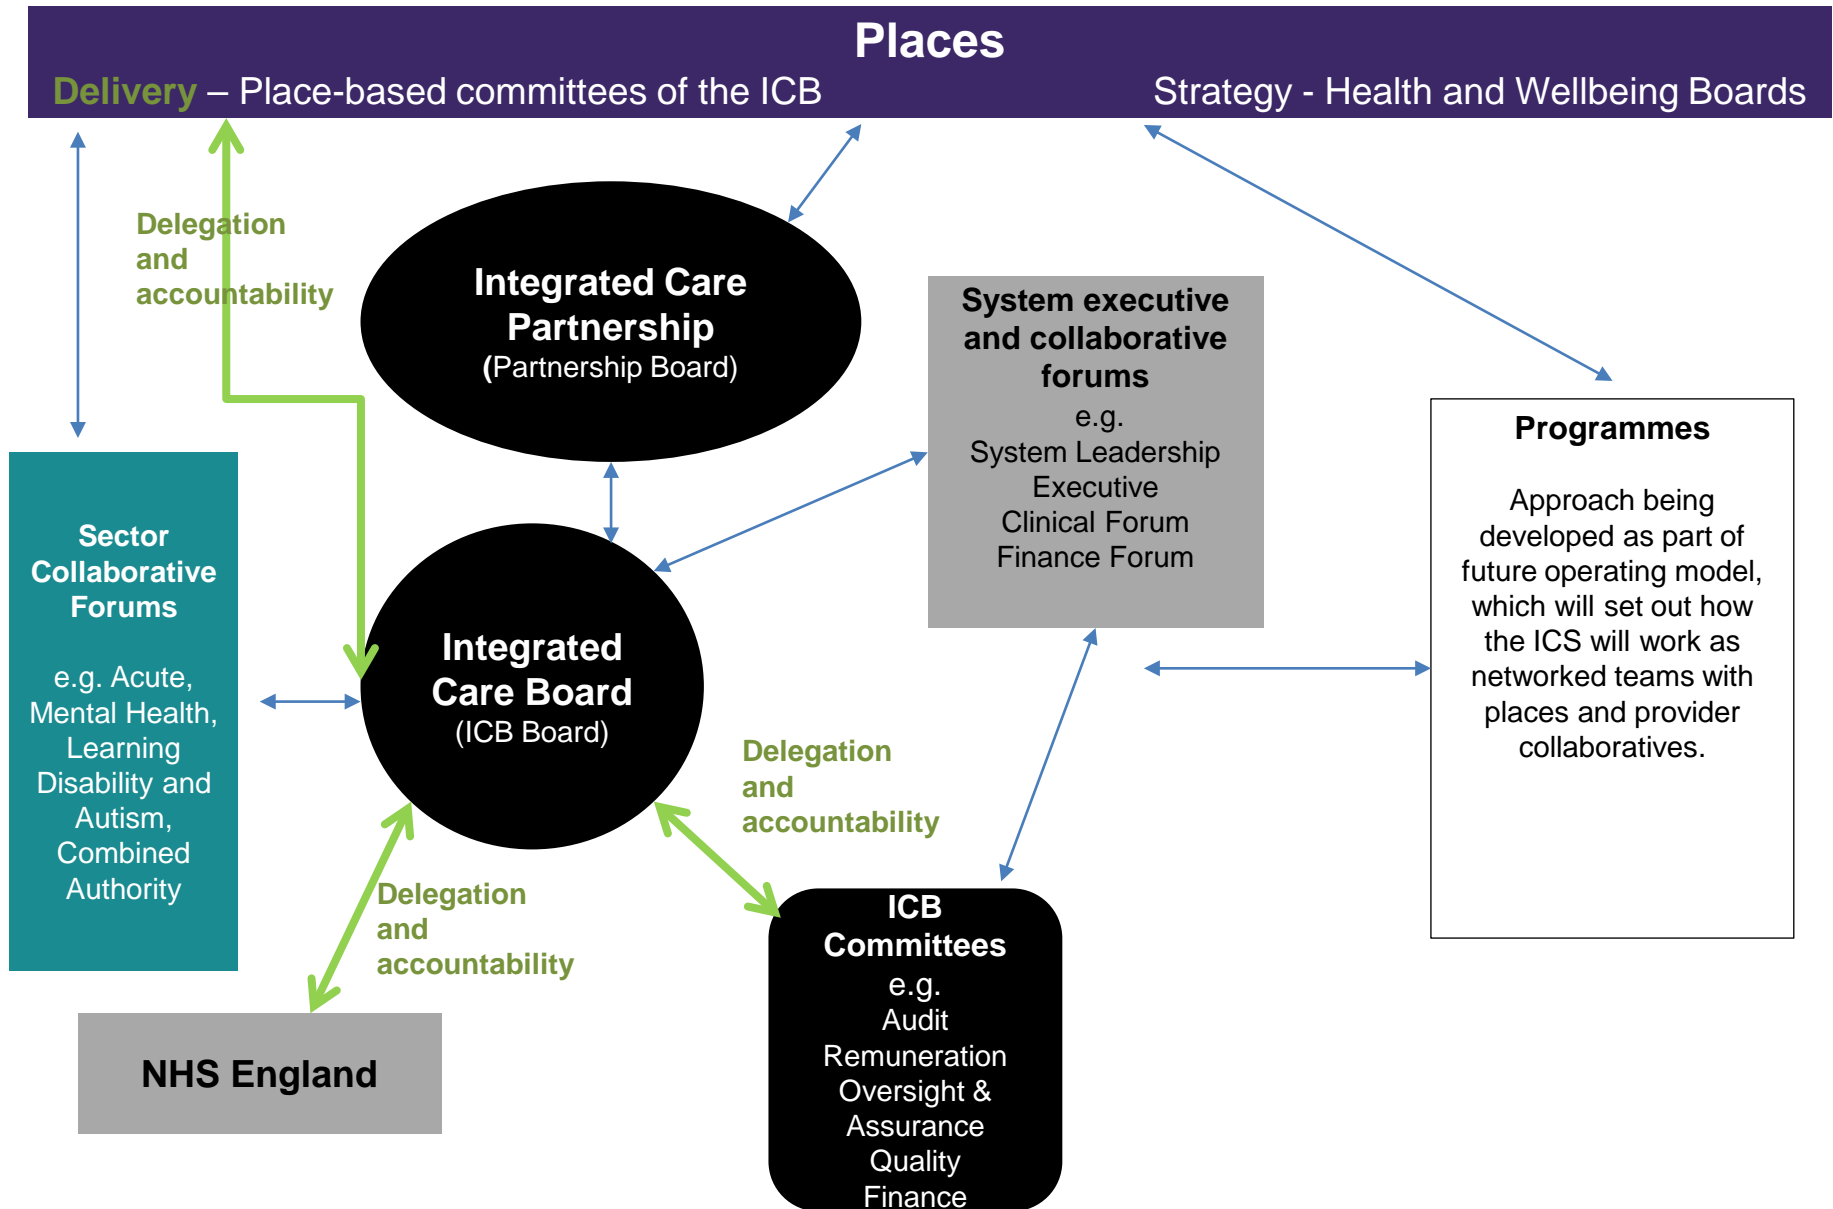 Places
Delivery – Place-based committees of the ICB
Strategy - Health and Wellbeing Boards
Delegation
and
accountability
Integrated Care
Partnership
(Partnership Board)
System executive
and collaborative
forums
e.g.
System Leadership
Executive
Clinical Forum
Finance Forum
Programmes
Approach being
developed as part of
future operating model,
which will set out how
the ICS will work as
networked teams with
places and provider
collaboratives.
Sector
Collaborative
Forums
e.g. Acute,
Mental Health,
Learning
Disability and
Autism,
Combined
Authority
Integrated
Care Board
(ICB Board)
Delegation
and
accountability
Delegation
and
accountability
ICB
Committees
e.g.
Audit
Remuneration
Oversight &
Assurance
Quality
Finance
NHS England